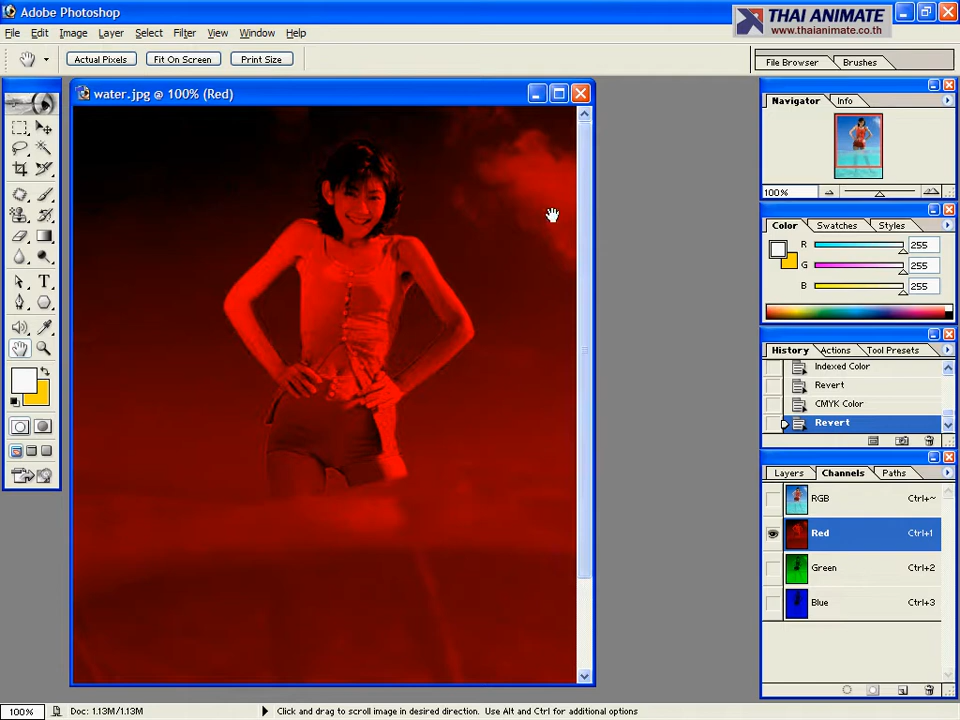 Adobe Photoshop
THAI ANIMATE
www.thaianimate.co.th
File Edit Image Layer Select Filter View Window Help
Actual Pixels Fit On Screen Print Size
File Browser Brushes
water.jpg @ 100% (Red)
Navigator Info
100%
Color Swatches Styles
R 255
G 255
B 255
History Actions Tool Presets
Indexed Color
Revert
CMYK Color
Revert
Layers Channels Paths
RGB Ctrl+~
Red Ctrl+1
Green Ctrl+2
Blue Ctrl+3
100% Doc: 1.13M/1.13M Click and drag to scroll image in desired direction. Use Alt and Ctrl for additional options